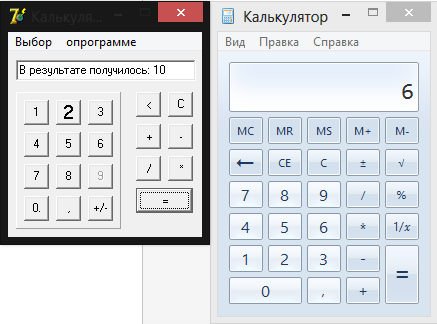 Калькуля...
Выбор опрограмме
В результате получилось: 10
1 2 3 < C
4 5 6 + -
7 8 9 / *
0. , +/- =
Калькулятор
Вид Правка Справка
6
MC MR MS M+ M-
← CE C ± √
7 8 9 / %
4 5 6 * 1/x
1 2 3 - =
0 , +